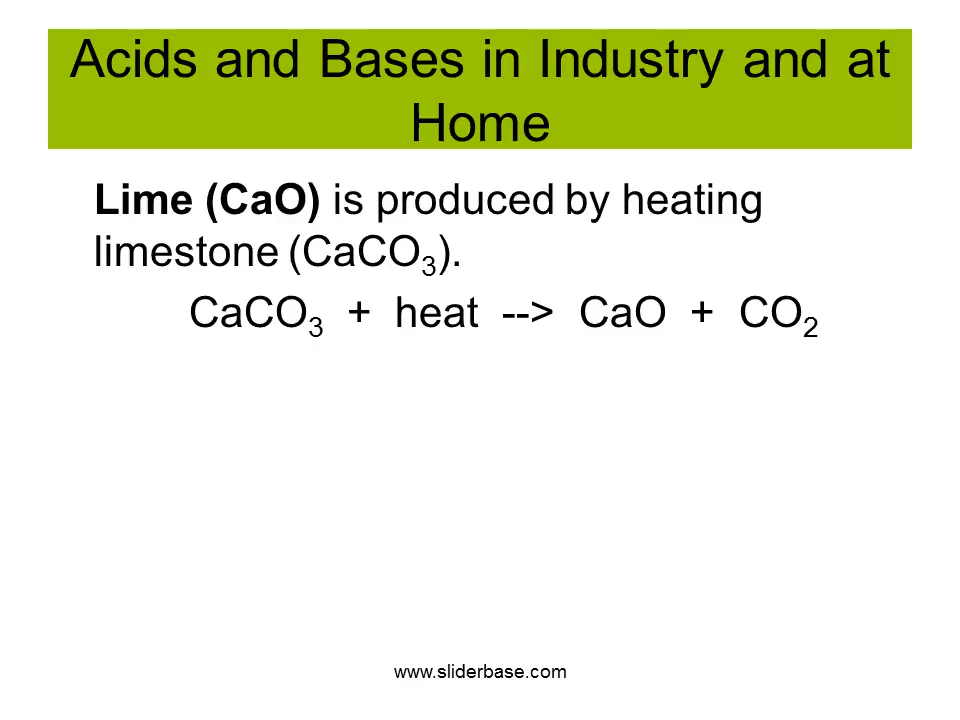 Acids and Bases in Industry and at
Home
Lime (CaO) is produced by heating
limestone (CaCO₃).
CaCO₃ + heat --> CaO + CO₂
www.sliderbase.com